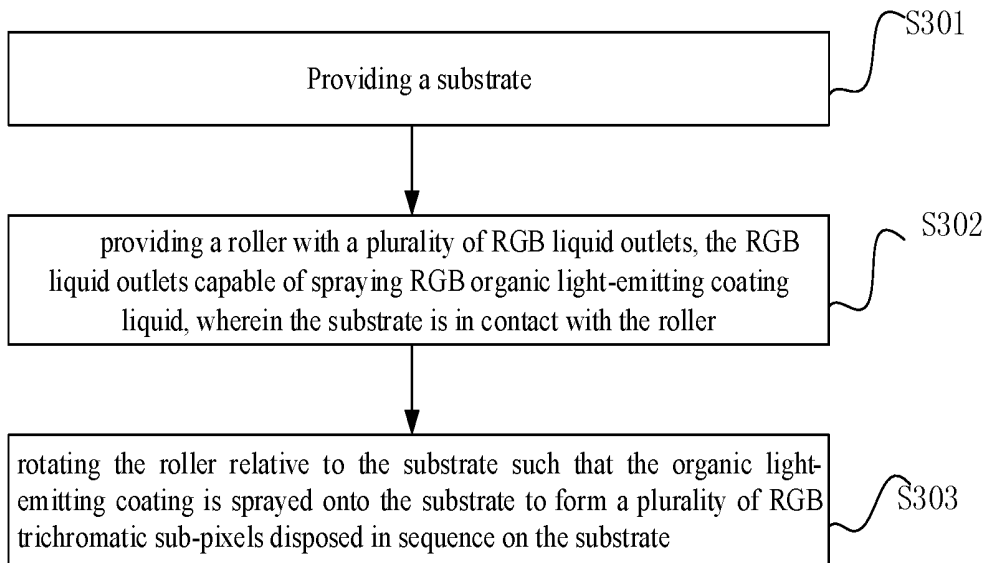 S301
Providing a substrate
S302
providing a roller with a plurality of RGB liquid outlets, the RGB
liquid outlets capable of spraying RGB organic light-emitting coating
liquid, wherein the substrate is in contact with the roller
S303
rotating the roller relative to the substrate such that the organic light-
emitting coating is sprayed onto the substrate to form a plurality of RGB
trichromatic sub-pixels disposed in sequence on the substrate